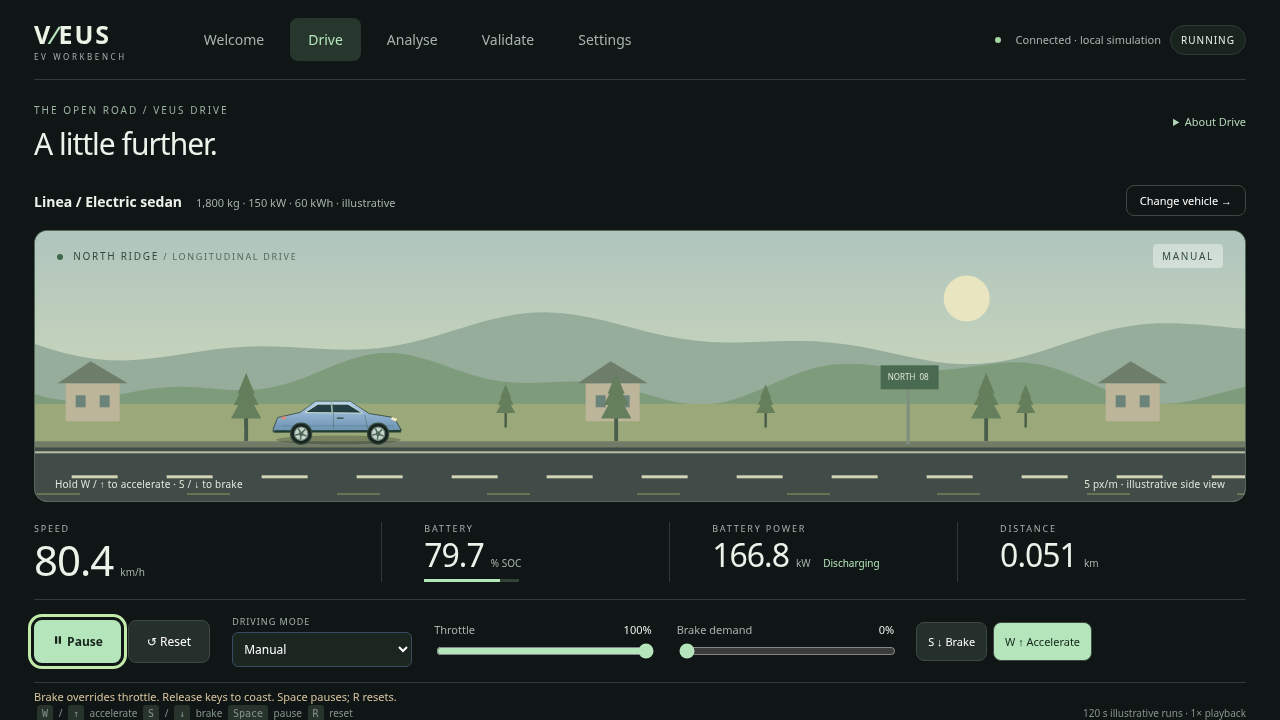 V/EUS
EV WORKBENCH
Welcome Drive Analyse Validate Settings
Connected · local simulation RUNNING
THE OPEN ROAD / VEUS DRIVE
A little further.
▶ About Drive
Linea / Electric sedan 1,800 kg · 150 kW · 60 kWh · illustrative
Change vehicle →
NORTH RIDGE / LONGITUDINAL DRIVE
MANUAL
NORTH 08
Hold W / ↑ to accelerate · S / ↓ to brake
5 px/m · illustrative side view
SPEED
80.4 km/h
BATTERY
79.7 % SOC
BATTERY POWER
166.8 kW Discharging
DISTANCE
0.051 km
Pause
↺ Reset
DRIVING MODE
Manual
Throttle 100%
Brake demand 0%
S ↓ Brake
W ↑ Accelerate
Brake overrides throttle. Release keys to coast. Space pauses; R resets.
W / ↑ accelerate S / ↓ brake Space pause R reset
120 s illustrative runs · 1× playback